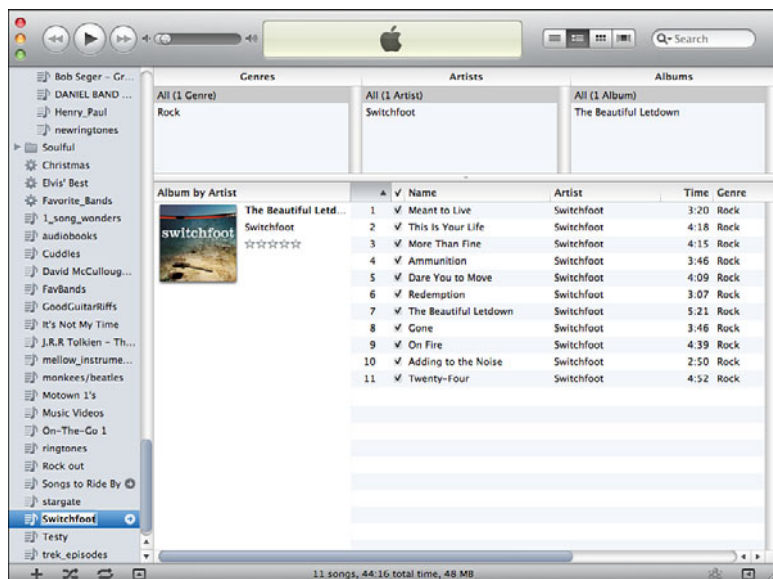 Search
Bob Seger - Gr...
DANIEL BAND ...
Henry_Paul
newringtones
Soulful
Christmas
Elvis' Best
Favorite_Bands
1_song_wonders
audiobooks
Cuddles
David McCulloug...
FavBands
GoodGuitarRiffs
It's Not My Time
J.R.R Tolkien - Th...
mellow_instrume...
monkees/beatles
Motown 1's
Music Videos
On-The-Go 1
ringtones
Rock out
Songs to Ride By
stargate
Switchfoot
Testy
trek_episodes
Genres Artists Albums
All (1 Genre) All (1 Artist) All (1 Album)
Rock Switchfoot The Beautiful Letdown
Album by Artist Name Artist Time Genre
switchfoot
The Beautiful Letd...
Switchfoot
1 Meant to Live Switchfoot 3:20 Rock
2 This Is Your Life Switchfoot 4:18 Rock
3 More Than Fine Switchfoot 4:15 Rock
4 Ammunition Switchfoot 3:46 Rock
5 Dare You to Move Switchfoot 4:09 Rock
6 Redemption Switchfoot 3:07 Rock
7 The Beautiful Letdown Switchfoot 5:21 Rock
8 Gone Switchfoot 3:46 Rock
9 On Fire Switchfoot 4:39 Rock
10 Adding to the Noise Switchfoot 2:50 Rock
11 Twenty-Four Switchfoot 4:52 Rock
11 songs, 44:16 total time, 48 MB